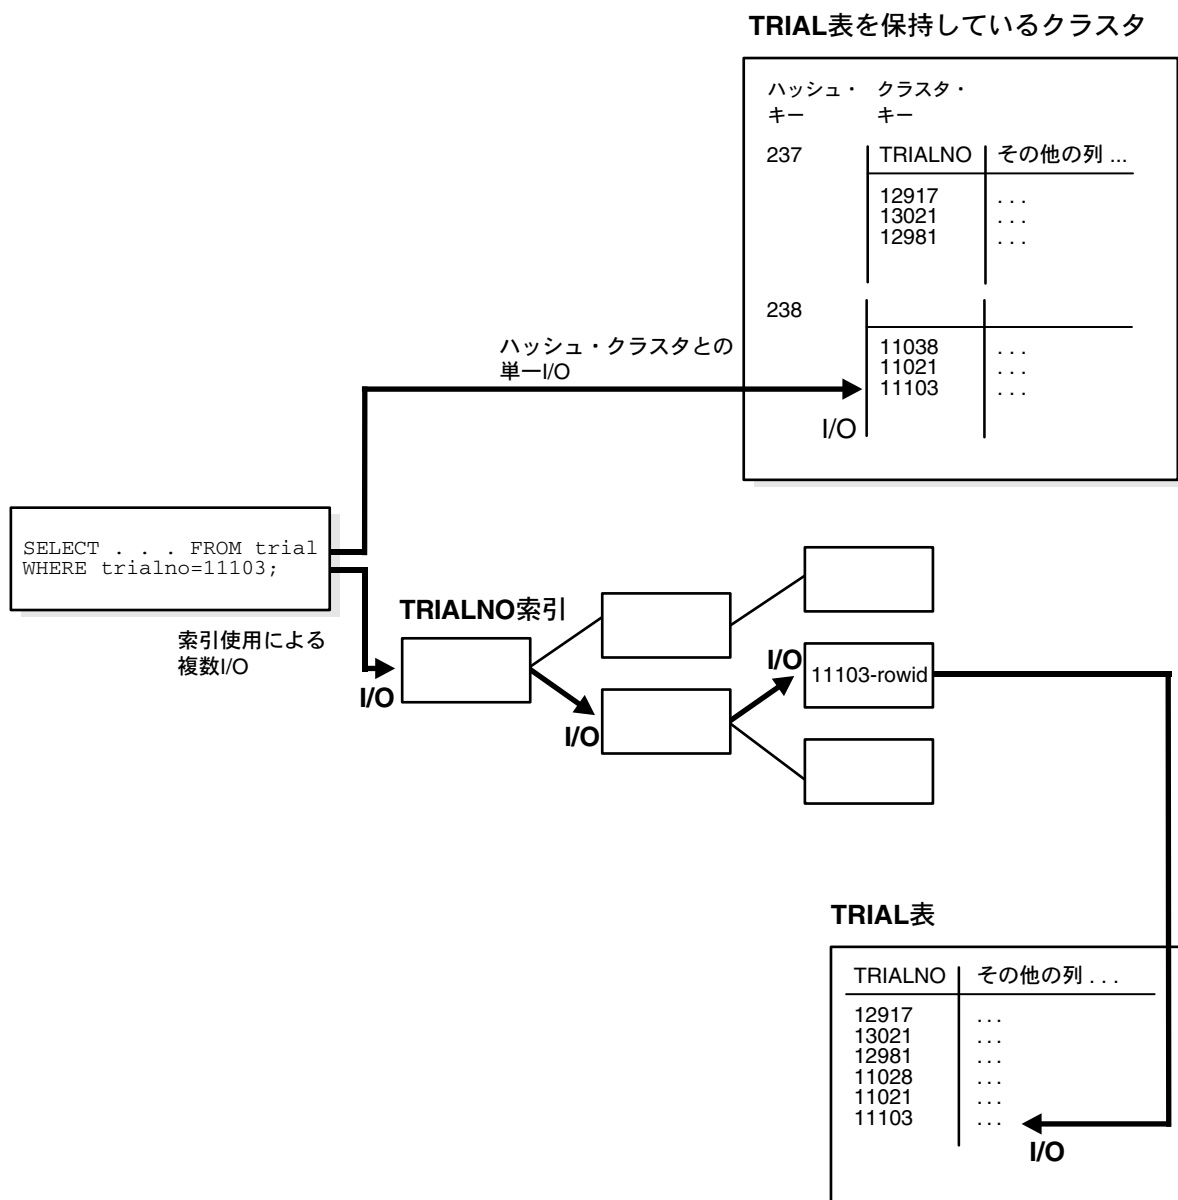 TRIAL表を保持しているクラスタ
ハッシュ・ クラスタ・
キー キー
237 TRIALNO その他の列 ...
12917 . . .
13021 . . .
12981 . . .
238
11038 . . .
11021 . . .
11103 . . .
I/O
ハッシュ・クラスタとの
単一I/O
SELECT . . . FROM trial
WHERE trialno=11103;
索引使用による
複数I/O
TRIALNO索引
I/O
I/O
I/O
11103-rowid
TRIAL表
TRIALNO その他の列 . . .
12917 . . .
13021 . . .
12981 . . .
11028 . . .
11021 . . .
11103 . . .
I/O